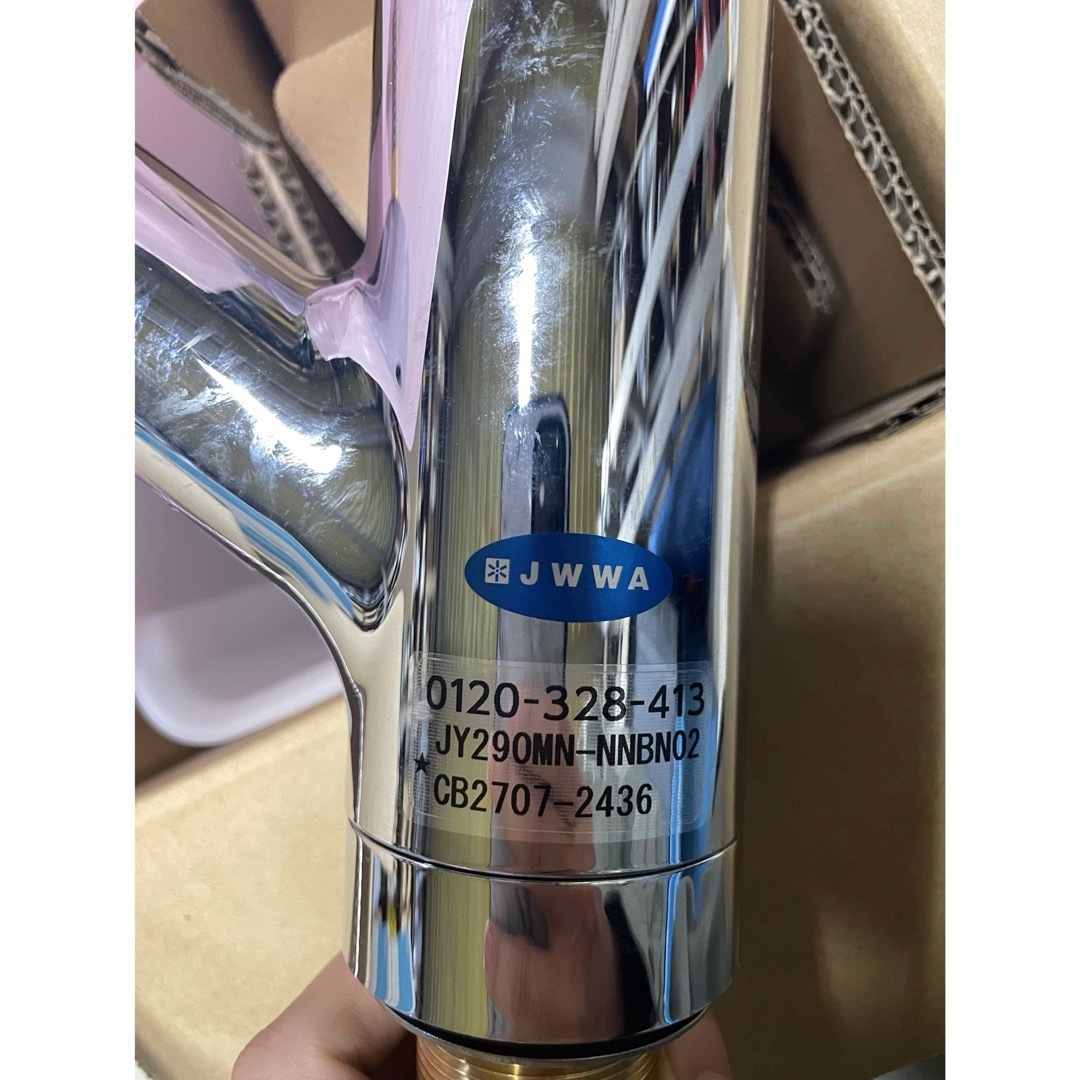 JWWA
0120-328-413
JY290MN-NNBN02
★
CB2707-2436